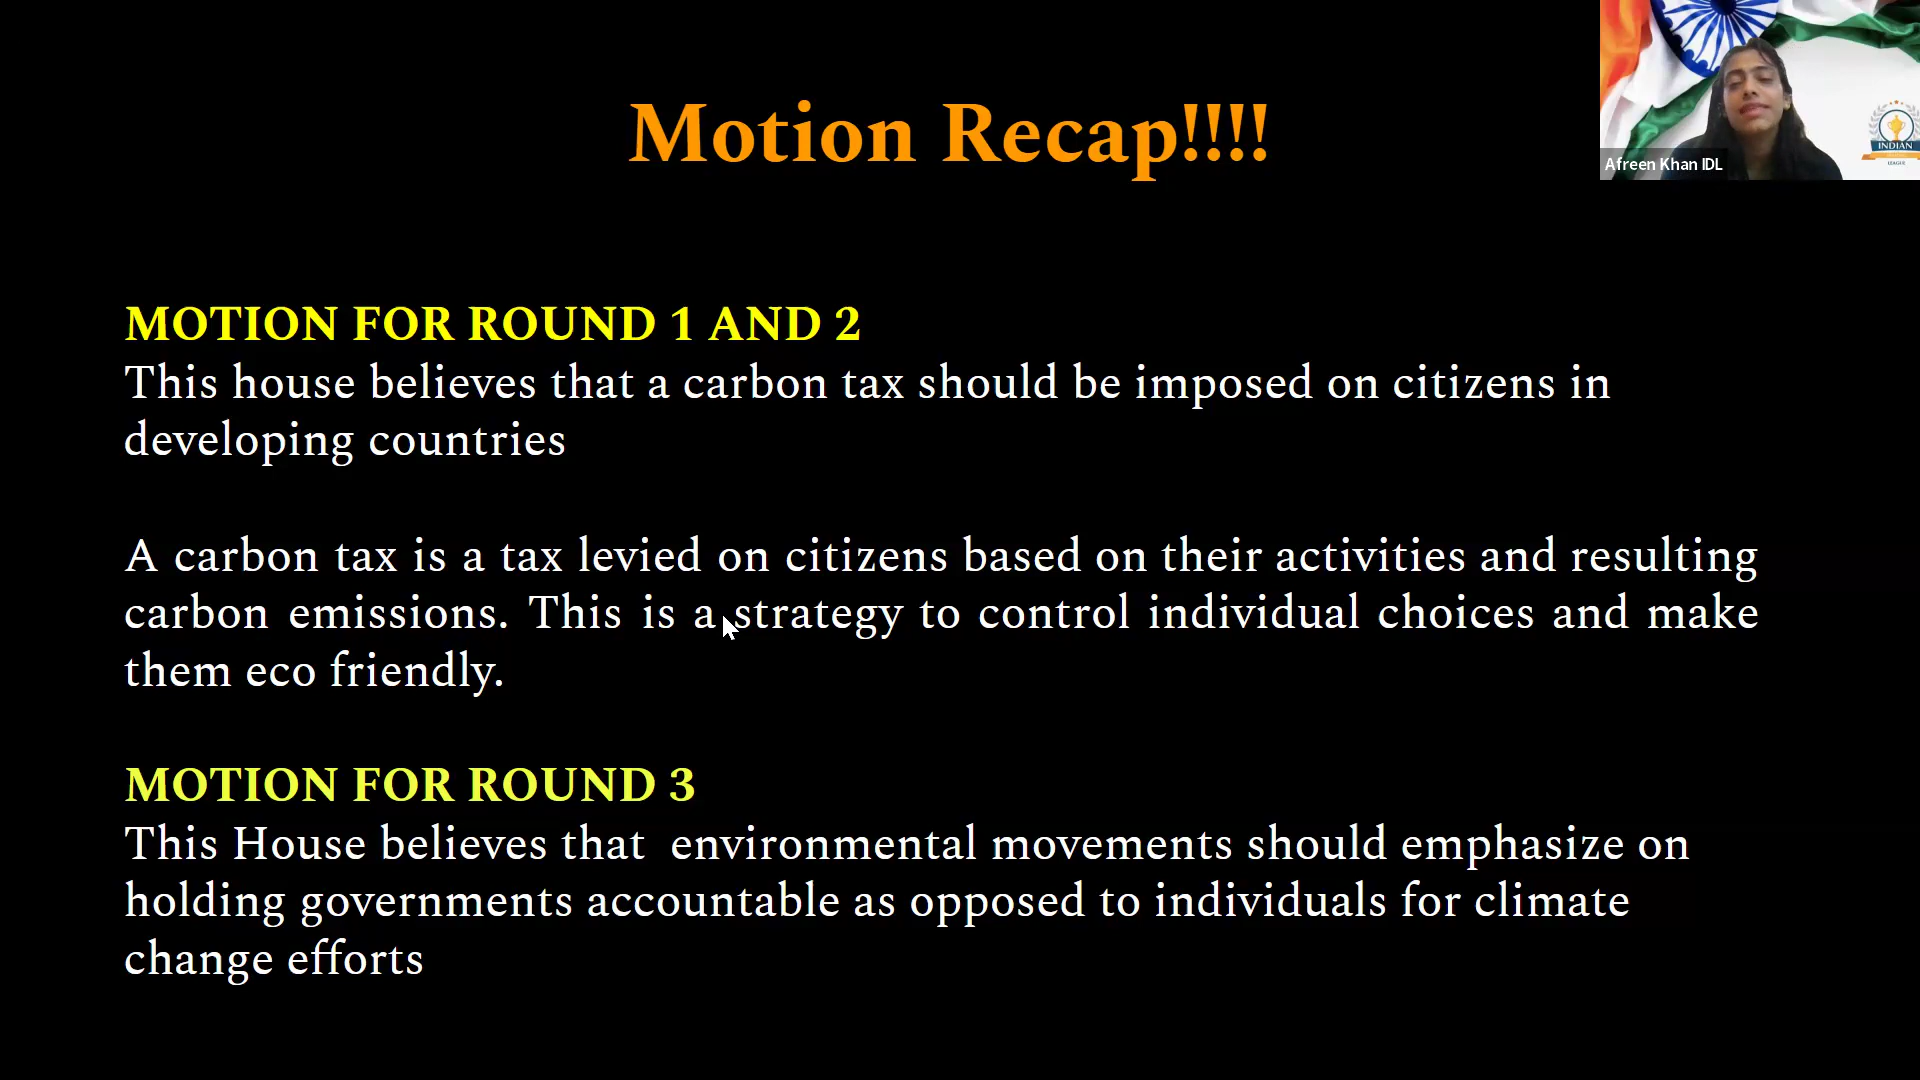 Motion Recap!!!!
Afreen Khan IDL
INDIAN
LEAGUE
MOTION FOR ROUND 1 AND 2
This house believes that a carbon tax should be imposed on citizens in
developing countries
A carbon tax is a tax levied on citizens based on their activities and resulting
carbon emissions. This is a strategy to control individual choices and make
them eco friendly.
MOTION FOR ROUND 3
This House believes that  environmental movements should emphasize on
holding governments accountable as opposed to individuals for climate
change efforts